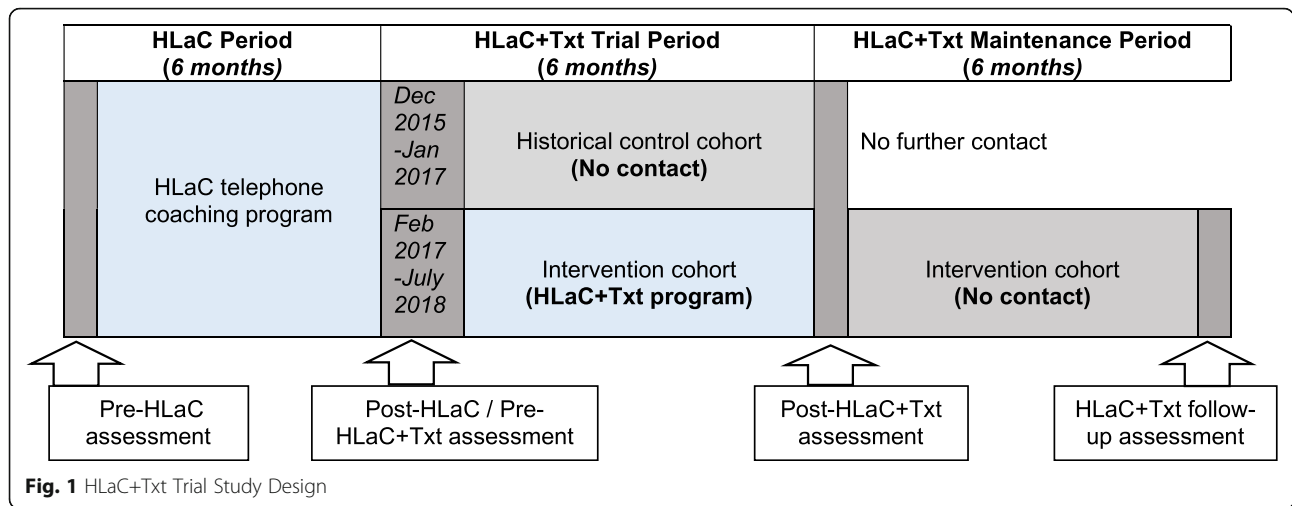 HLaC Period
(6 months)
HLaC+Txt Trial Period
(6 months)
HLaC+Txt Maintenance Period
(6 months)
HLaC telephone
coaching program
Dec
2015
-Jan
2017
Historical control cohort
(No contact)
No further contact
Feb
2017
-July
2018
Intervention cohort
(HLaC+Txt program)
Intervention cohort
(No contact)
Pre-HLaC
assessment
Post-HLaC / Pre-
HLaC+Txt assessment
Post-HLaC+Txt
assessment
HLaC+Txt follow-
up assessment
Fig. 1 HLaC+Txt Trial Study Design